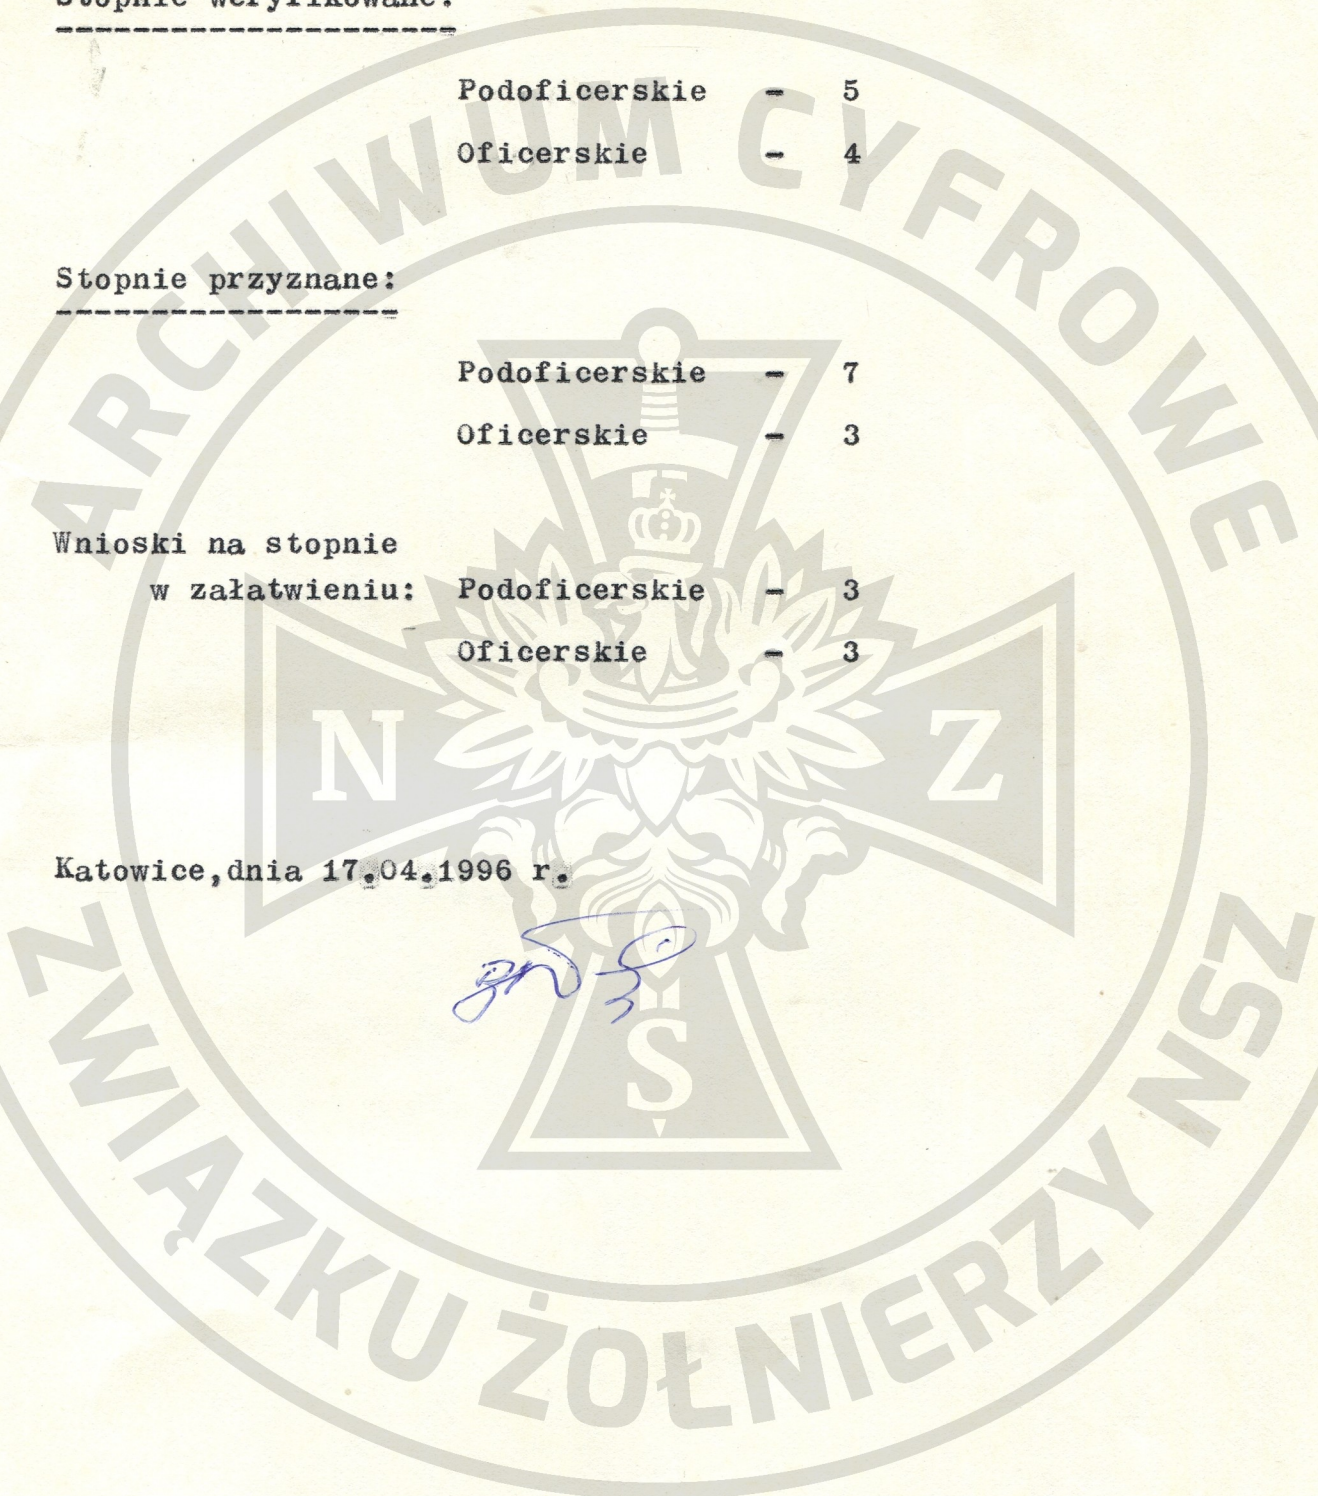 Stopnie weryfikowane:
Podoficerskie - 5
Oficerskie - 4
Stopnie przyznane:
Podoficerskie - 7
Oficerskie - 3
Wnioski na stopnie
w załatwieniu: Podoficerskie - 3
Oficerskie - 3
Katowice,dnia 17.04.1996 r.
ARCHIWUM CYFROWE
ZWIĄZKU ŻOŁNIERZY NSZ
N Z
S